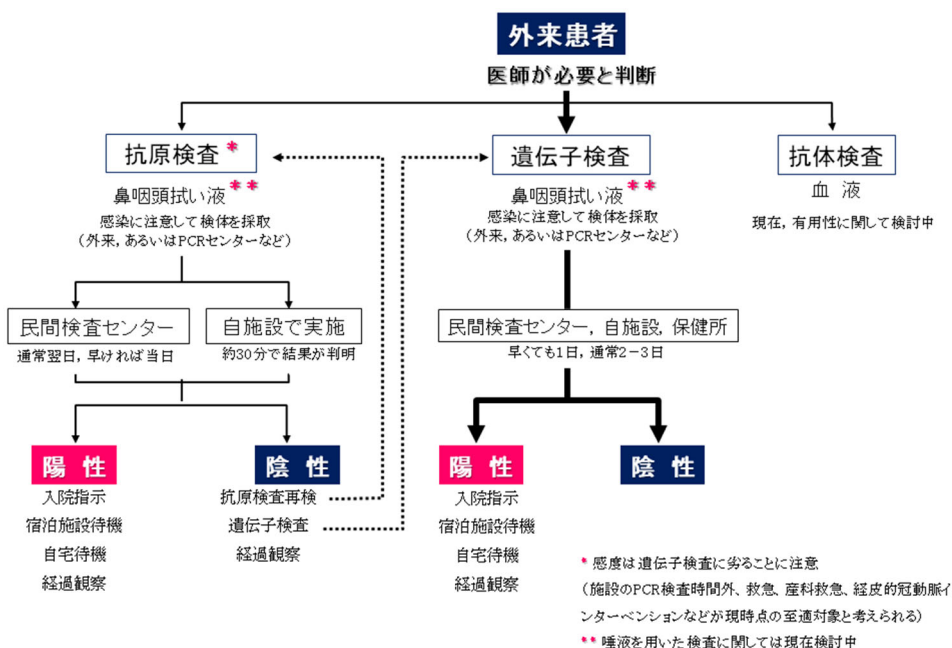 外来患者
医師が必要と判断
抗原検査*
鼻咽頭拭い液**
感染に注意して検体を採取
（外来，あるいはPCRセンターなど）
民間検査センター
通常翌日，早ければ当日
自施設で実施
約30分で結果が判明
陽 性
入院指示
宿泊施設待機
自宅待機
経過観察
陰 性
抗原検査再検
遺伝子検査
経過観察
遺伝子検査
鼻咽頭拭い液**
感染に注意して検体を採取
（外来，あるいはPCRセンターなど）
民間検査センター，自施設，保健所
早くても1日，通常2－3日
陽 性
入院指示
宿泊施設待機
自宅待機
経過観察
陰 性
抗体検査
血 液
現在，有用性に関して検討中
* 感度は遺伝子検査に劣ることに注意
（施設のPCR検査時間外、救急、産科救急、経皮的冠動脈イ
ンターベンションなどが現時点の至適対象と考えられる）
** 唾液を用いた検査に関しては現在検討中